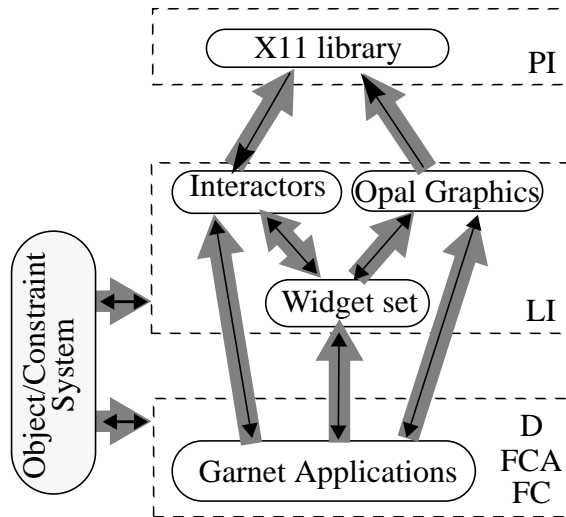 X11 library
PI
Interactors
Opal Graphics
Widget set
LI
Object/Constraint
System
Garnet Applications
D
FCA
FC